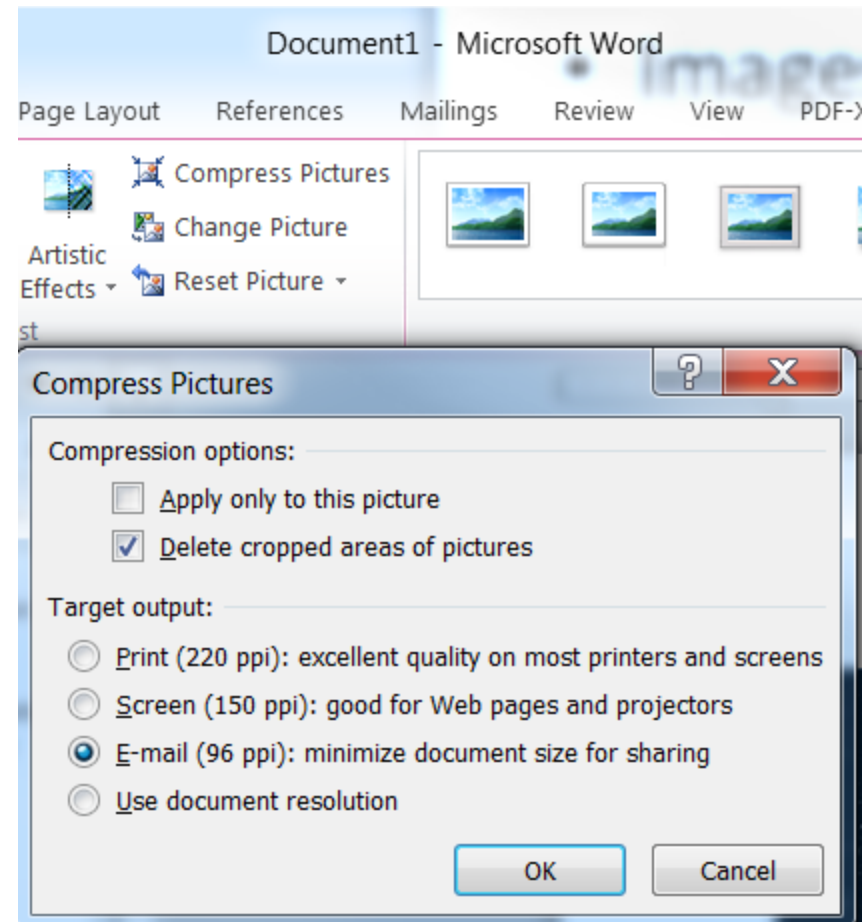 Document1 - Microsoft Word
• Image
Page Layout References Mailings Review View PDF-X
Compress Pictures
Change Picture
Artistic
Effects Reset Picture
st
Compress Pictures
Compression options:
Apply only to this picture
Delete cropped areas of pictures
Target output:
Print (220 ppi): excellent quality on most printers and screens
Screen (150 ppi): good for Web pages and projectors
E-mail (96 ppi): minimize document size for sharing
Use document resolution
OK Cancel